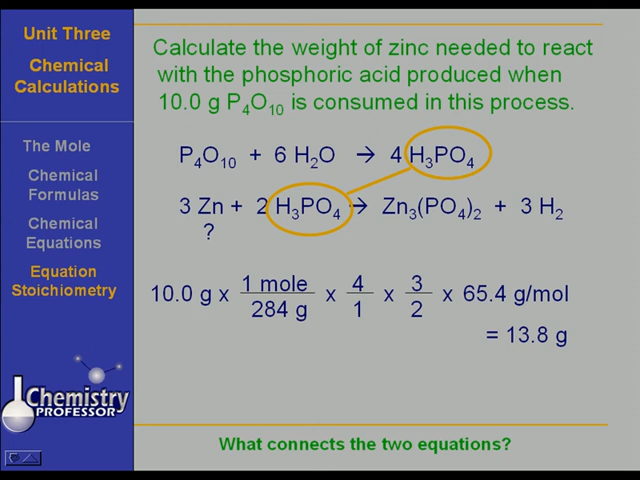 Unit Three
Chemical
Calculations
The Mole
Chemical
Formulas
Chemical
Equations
Equation
Stoichiometry
Chemistry
PROFESSOR
Calculate the weight of zinc needed to react
with the phosphoric acid produced when
10.0 g P₄O₁₀ is consumed in this process.
P₄O₁₀ + 6 H₂O → 4 H₃PO₄
3 Zn + 2 H₃PO₄ → Zn₃(PO₄)₂ + 3 H₂
?
10.0 g x 1 mole / 284 g x 4 / 1 x 3 / 2 x 65.4 g/mol
= 13.8 g
What connects the two equations?